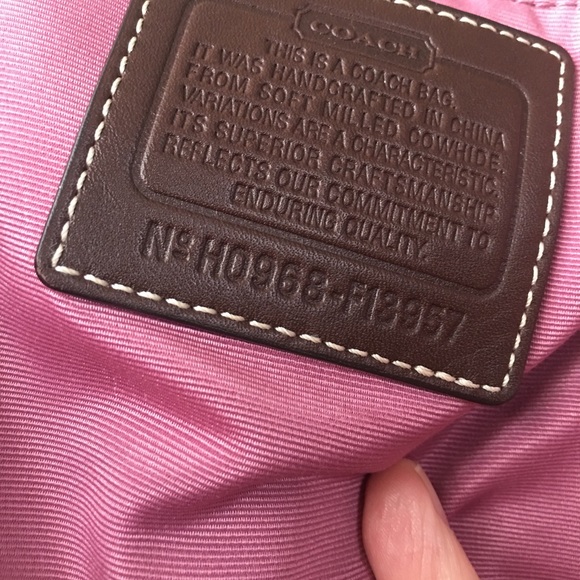 COACH
THIS IS A COACH BAG.
IT WAS HANDCRAFTED IN CHINA
FROM SOFT MILLED COWHIDE.
VARIATIONS ARE A CHARACTERISTIC.
ITS SUPERIOR CRAFTSMANSHIP
REFLECTS OUR COMMITMENT TO
ENDURING QUALITY.
Nº H0968-F13957